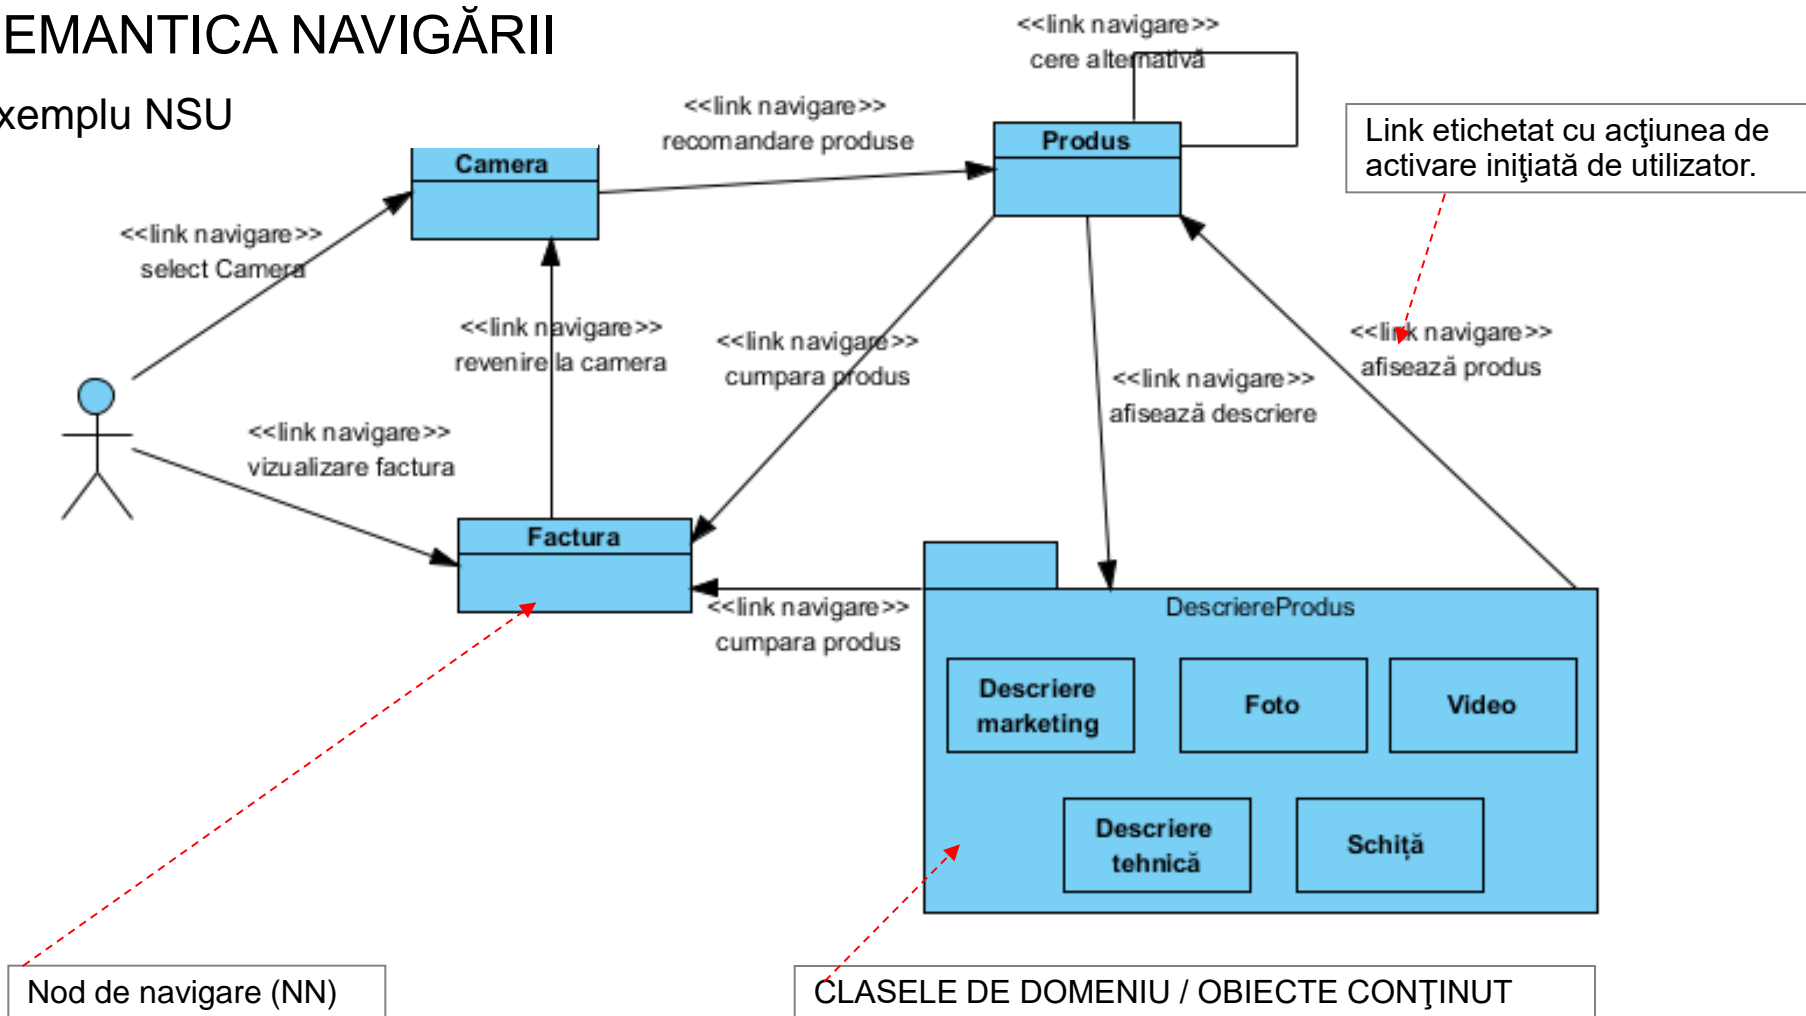 EMANTICA NAVIGĂRII
xemplu NSU
<<link navigare>>
cere alternativă
<<link navigare>>
recomandare produse
Camera
Produs
Link etichetat cu acţiunea de
activare iniţiată de utilizator.
<<link navigare>>
select Camera
<<link navigare>>
revenire la camera
<<link navigare>>
cumpara produs
<<link navigare>>
afisează descriere
<<link navigare>>
afisează produs
<<link navigare>>
vizualizare factura
Factura
<<link navigare>>
cumpara produs
DescriereProdus
Descriere
marketing
Foto
Video
Descriere
tehnică
Schiță
Nod de navigare (NN)
CLASELE DE DOMENIU / OBIECTE CONŢINUT